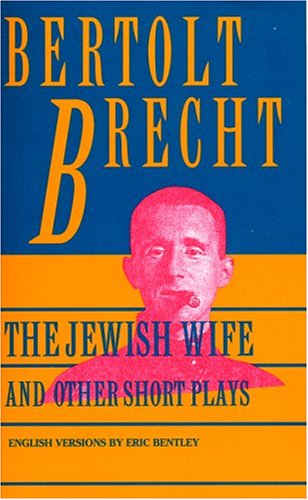 BERTOLT
BRECHT
THE JEWISH WIFE
AND OTHER SHORT PLAYS
ENGLISH VERSIONS BY ERIC BENTLEY